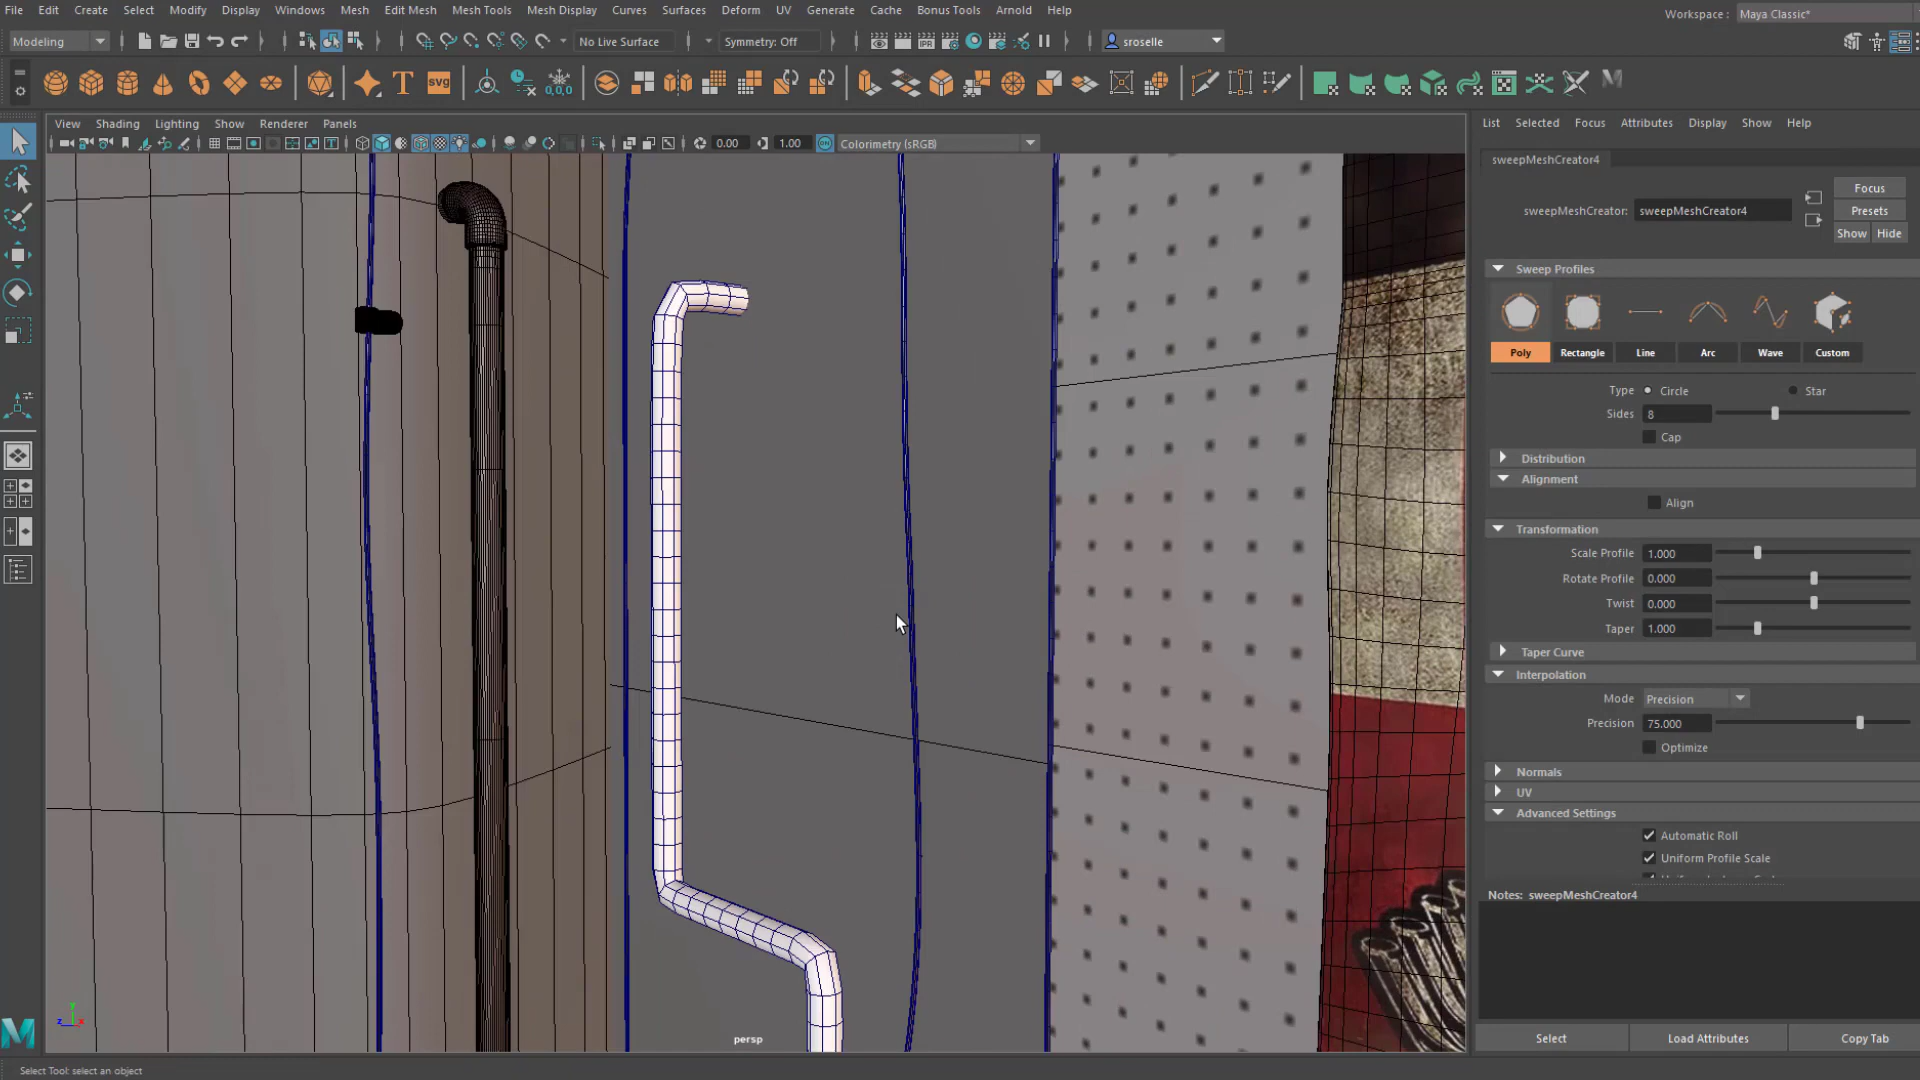 File Edit Create Select Modify Display Windows Mesh Edit Mesh Mesh Tools Mesh Display Curves Surfaces Deform UV Generate Cache Bonus Tools Arnold Help
Workspace : Maya Classic*
Modeling
No Live Surface
Symmetry: Off
IPR
sroselle
T
svg
0,0,0
View Shading Lighting Show Renderer Panels
0.00
1.00
ON
Colorimetry (sRGB)
persp
List Selected Focus Attributes Display Show Help
sweepMeshCreator4
Focus
sweepMeshCreator: sweepMeshCreator4
Presets
Show Hide
Sweep Profiles
Poly Rectangle Line Arc Wave Custom
Type Circle Star
Sides 8
Cap
Distribution
Alignment
Align
Transformation
Scale Profile 1.000
Rotate Profile 0.000
Twist 0.000
Taper 1.000
Taper Curve
Interpolation
Mode Precision
Precision 75.000
Optimize
Normals
UV
Advanced Settings
Automatic Roll
Uniform Profile Scale
Notes: sweepMeshCreator4
Select Load Attributes Copy Tab
Select Tool: select an object